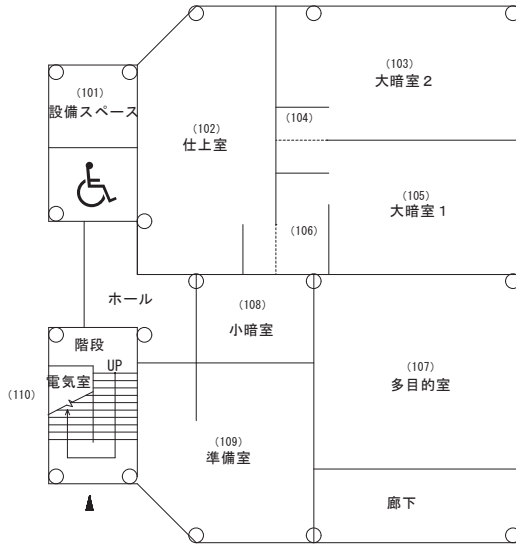 (103)
大暗室２
(101)
設備スペース
(104)
(102)
仕上室
(105)
大暗室１
(106)
ホール
(108)
小暗室
階段
UP
(107)
多目的室
電気室
(110)
(109)
準備室
廊下